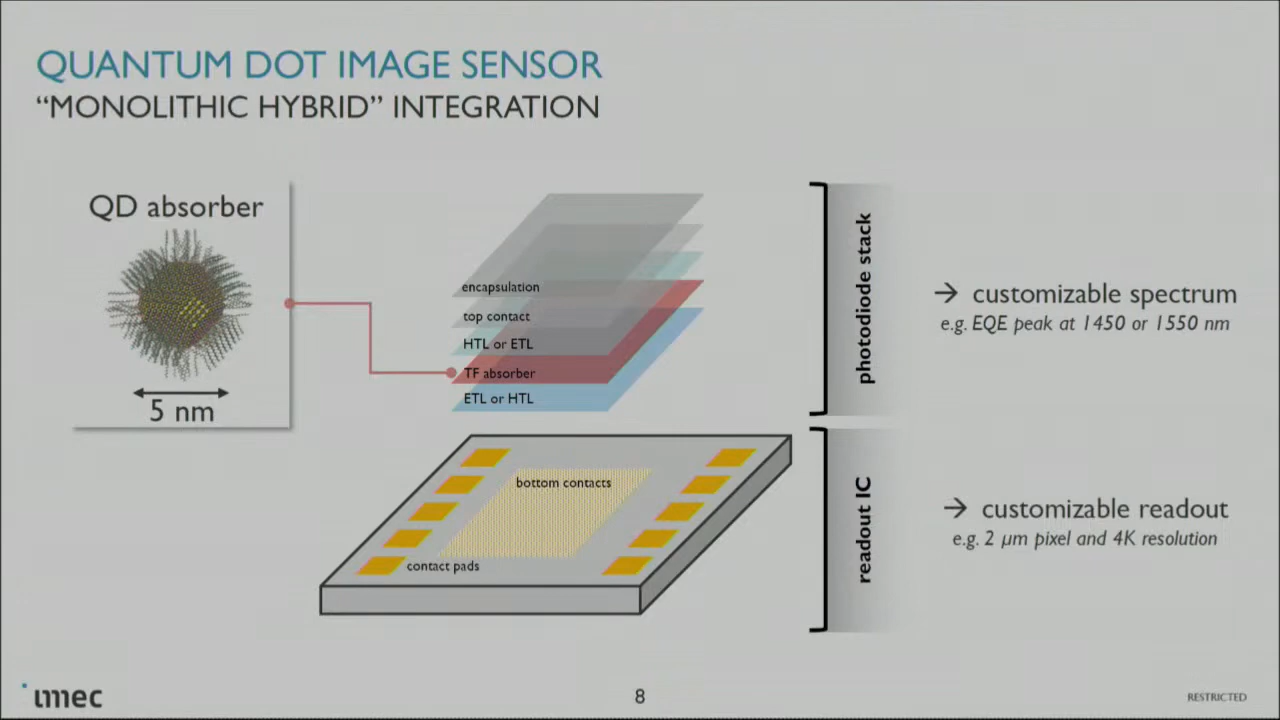 QUANTUM DOT IMAGE SENSOR
“MONOLITHIC HYBRID” INTEGRATION
QD absorber
5 nm
encapsulation
top contact
HTL or ETL
TF absorber
ETL or HTL
bottom contacts
contact pads
photodiode stack
readout IC
→ customizable spectrum
e.g. EQE peak at 1450 or 1550 nm
→ customizable readout
e.g. 2 µm pixel and 4K resolution
imec
8
RESTRICTED